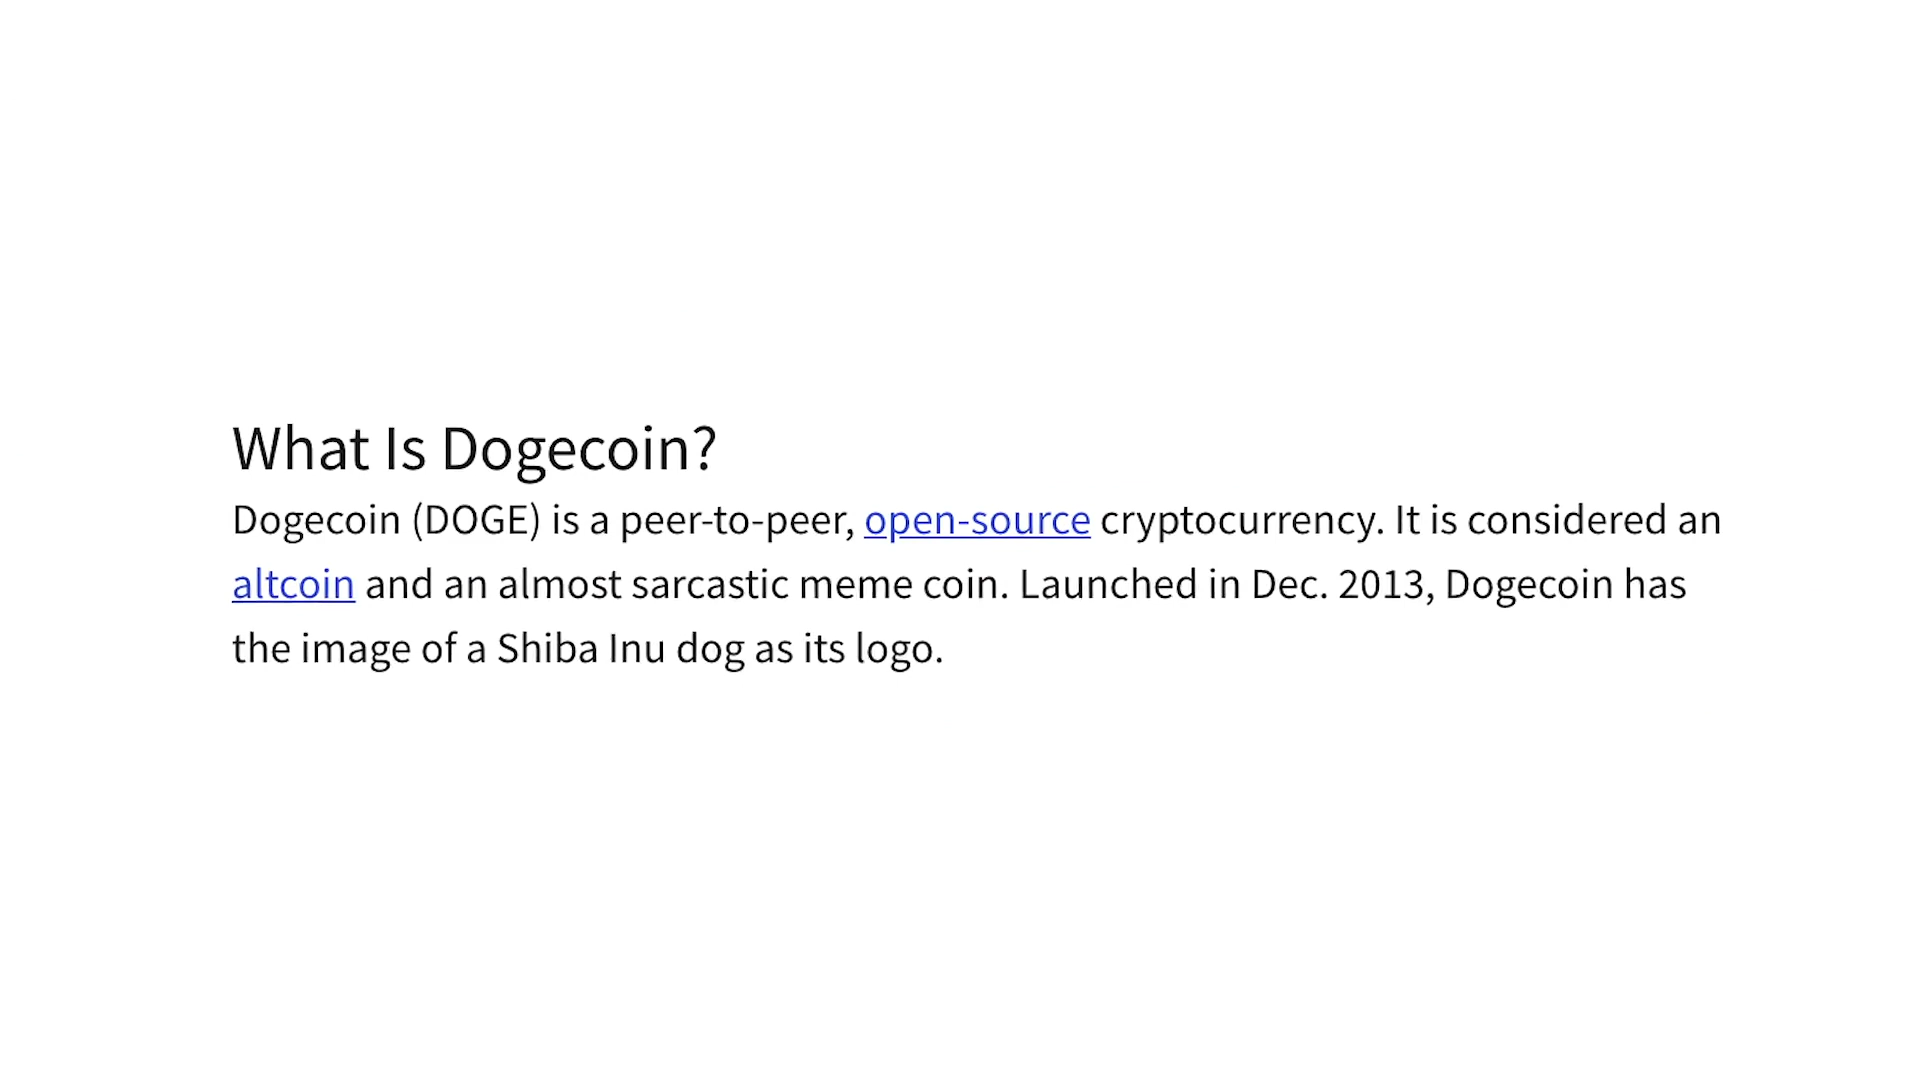 What Is Dogecoin?
Dogecoin (DOGE) is a peer-to-peer, open-source cryptocurrency. It is considered an
altcoin and an almost sarcastic meme coin. Launched in Dec. 2013, Dogecoin has
the image of a Shiba Inu dog as its logo.